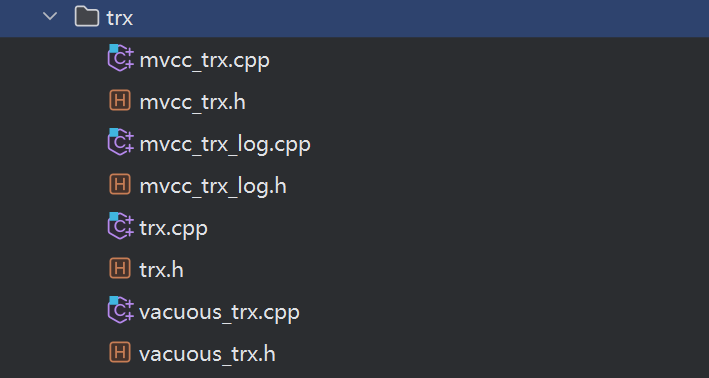 trx
mvcc_trx.cpp
mvcc_trx.h
mvcc_trx_log.cpp
mvcc_trx_log.h
trx.cpp
trx.h
vacuous_trx.cpp
vacuous_trx.h